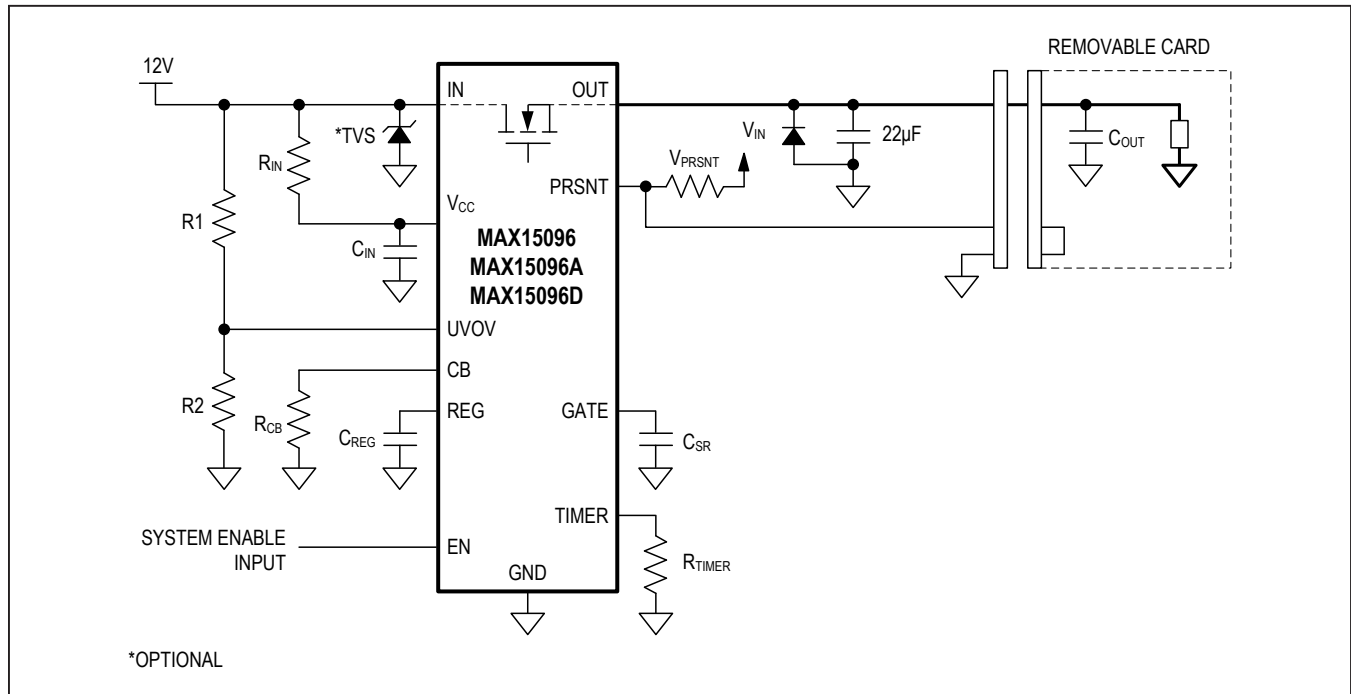 REMOVABLE CARD
12V
IN
OUT
*TVS
V_IN
22µF
C_OUT
R_IN
V_PRSNT
PRSNT
V_CC
R1
C_IN
MAX15096
MAX15096A
MAX15096D
UVOV
CB
R2
REG
GATE
R_CB
C_REG
C_SR
TIMER
SYSTEM ENABLE
INPUT
EN
R_TIMER
GND
*OPTIONAL